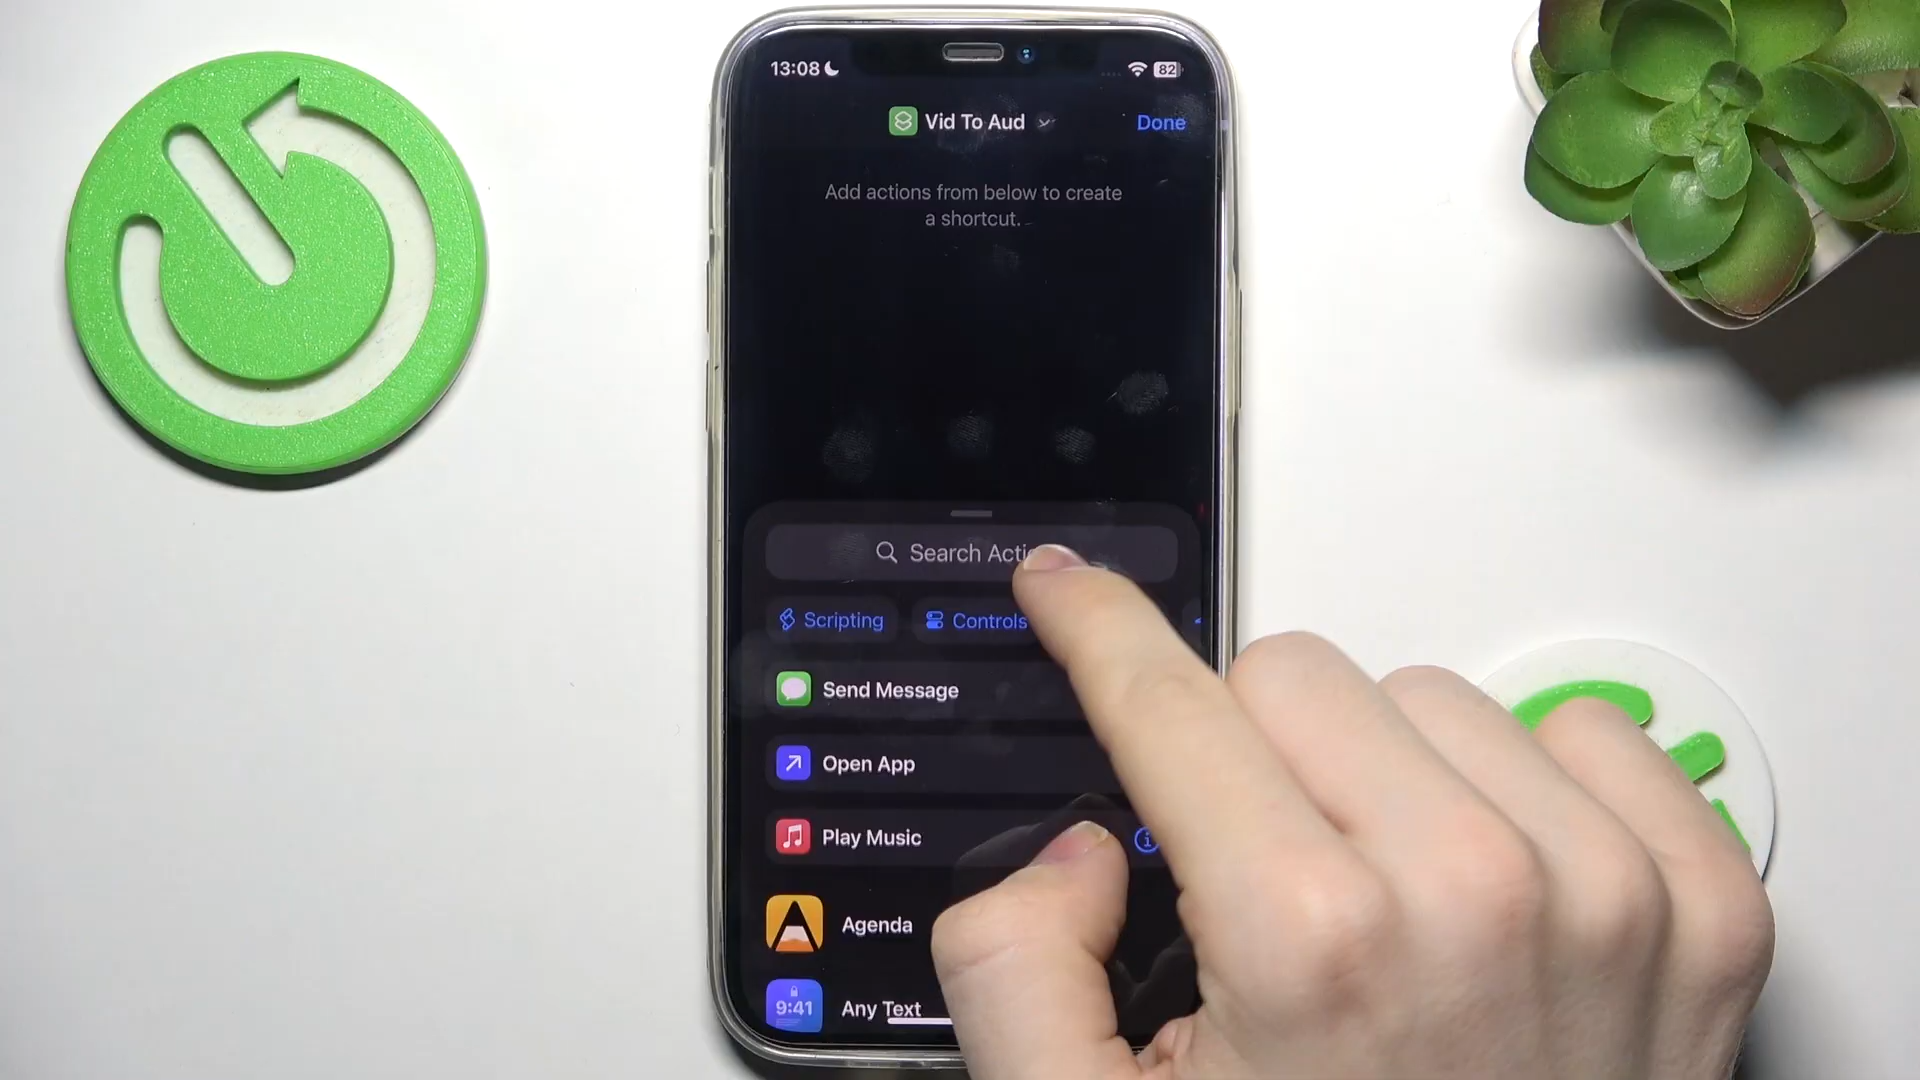 13:08
82
Vid To Aud
Done
Add actions from below to create
a shortcut.
Search Acti
Scripting
Controls
Send Message
Open App
Play Music
Agenda
9:41
Any Text